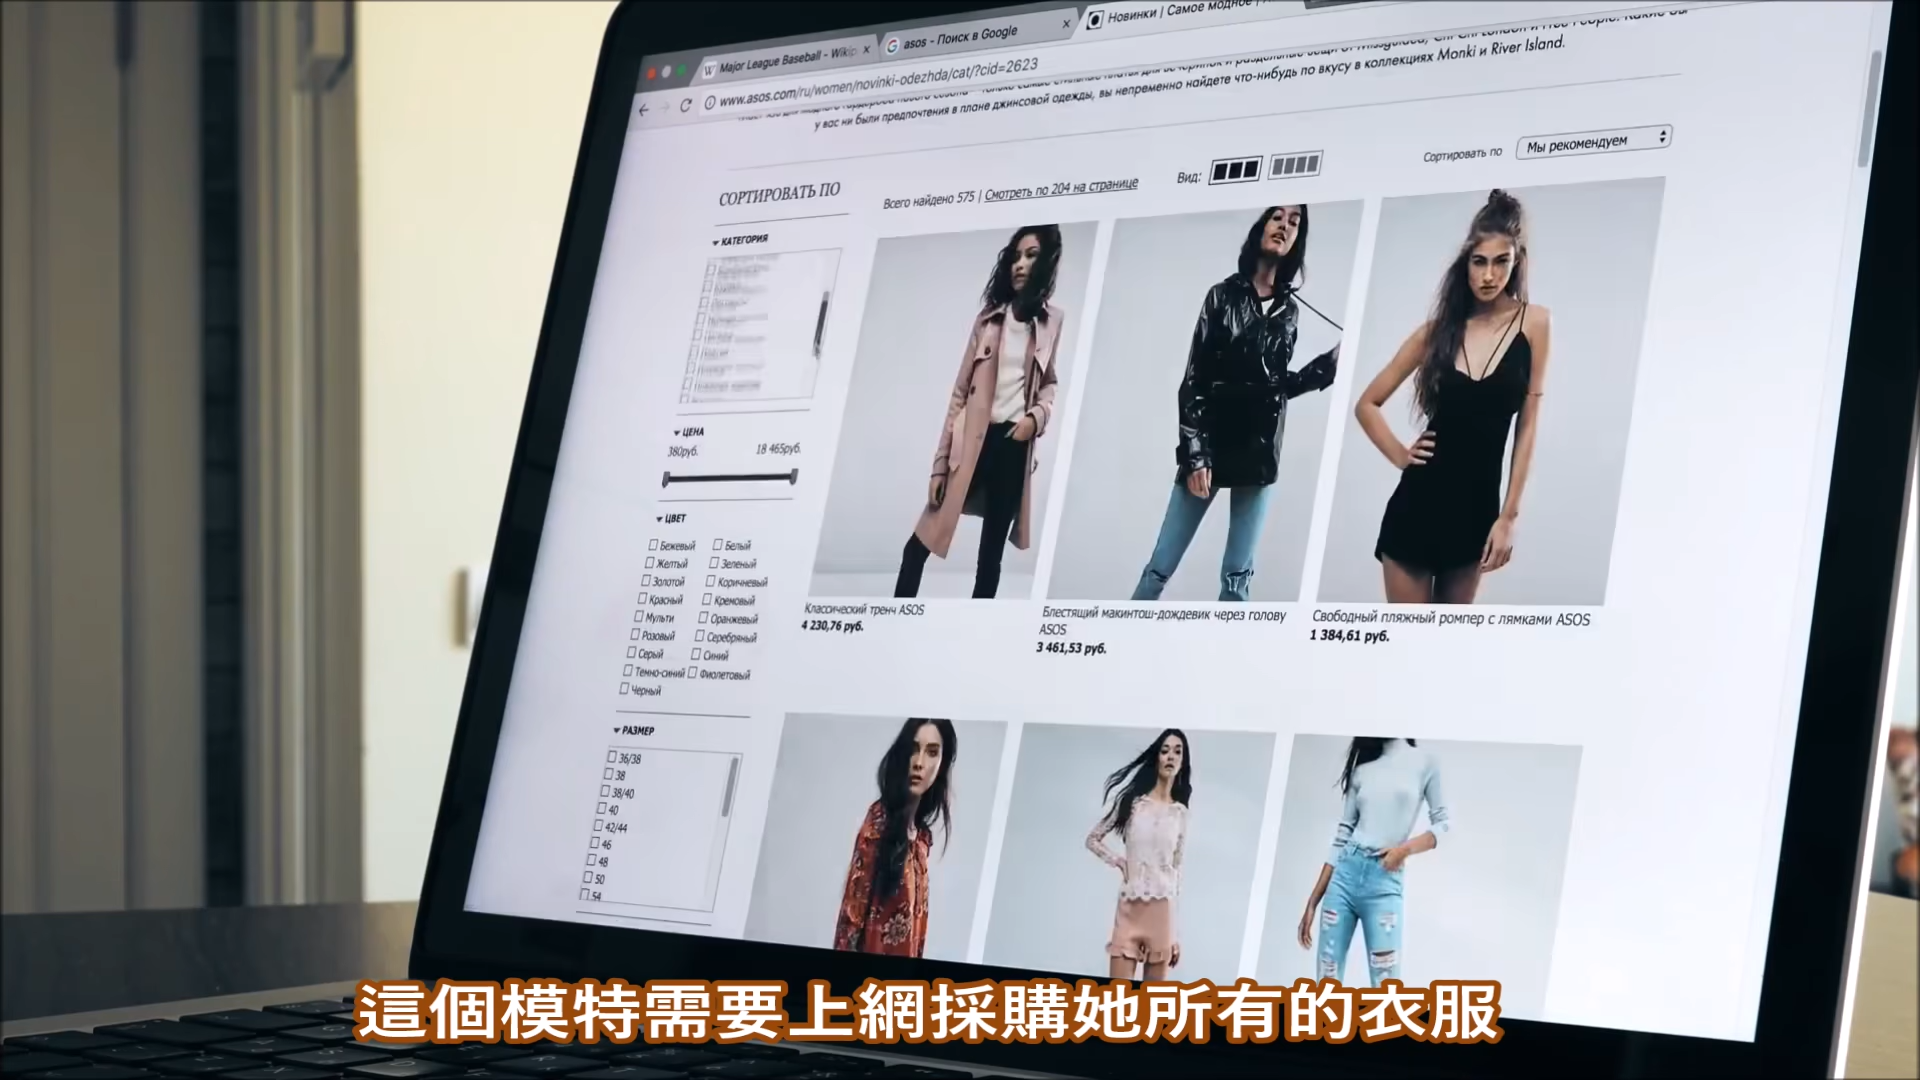 Major League Baseball - Wikip
asos - Поиск в Google
Новинки | Самое модное |
www.asos.com/ru/women/novinki-odezhda/cat/?cid=2623
у вас ни были предпочтения в плане джинсовой одежды, вы непременно найдете что-нибудь по вкусу в коллекциях Monki и River Island.
СОРТИРОВАТЬ ПО
Всего найдено 575 | Смотреть по 204 на странице
Вид:
Сортировать по
Мы рекомендуем
КАТЕГОРИЯ
ЦЕНА
380руб.
18 465руб.
ЦВЕТ
Бежевый
Белый
Желтый
Зеленый
Золотой
Коричневый
Красный
Кремовый
Мульти
Оранжевый
Розовый
Серебряный
Серый
Синий
Темно-синий
Фиолетовый
Черный
РАЗМЕР
36/38
38
38/40
40
42/44
46
48
50
54
Классический тренч ASOS
4 230,76 руб.
Блестящий макинтош-дождевик через голову
ASOS
3 461,53 руб.
Свободный пляжный ромпер с лямками ASOS
1 384,61 руб.
這個模特需要上網採購她所有的衣服